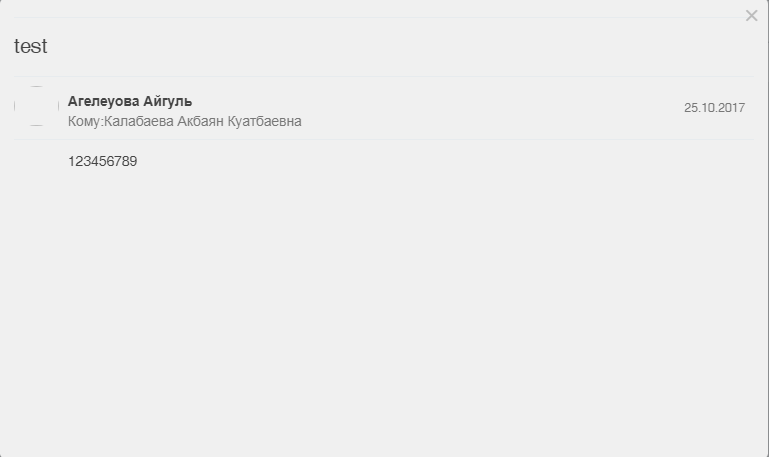 test
Агелеуова Айгуль
25.10.2017
Кому:Калабаева Акбаян Куатбаевна
123456789